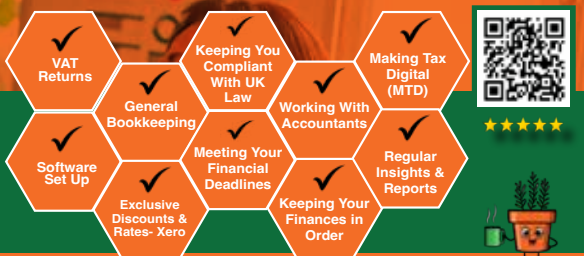 VAT
Returns
General
Bookkeeping
Keeping You
Compliant
With UK
Law
Working With
Accountants
Making Tax
Digital
(MTD)
Software
Set Up
Exclusive
Discounts &
Rates- Xero
Meeting Your
Financial
Deadlines
Keeping Your
Finances in
Order
Regular
Insights &
Reports